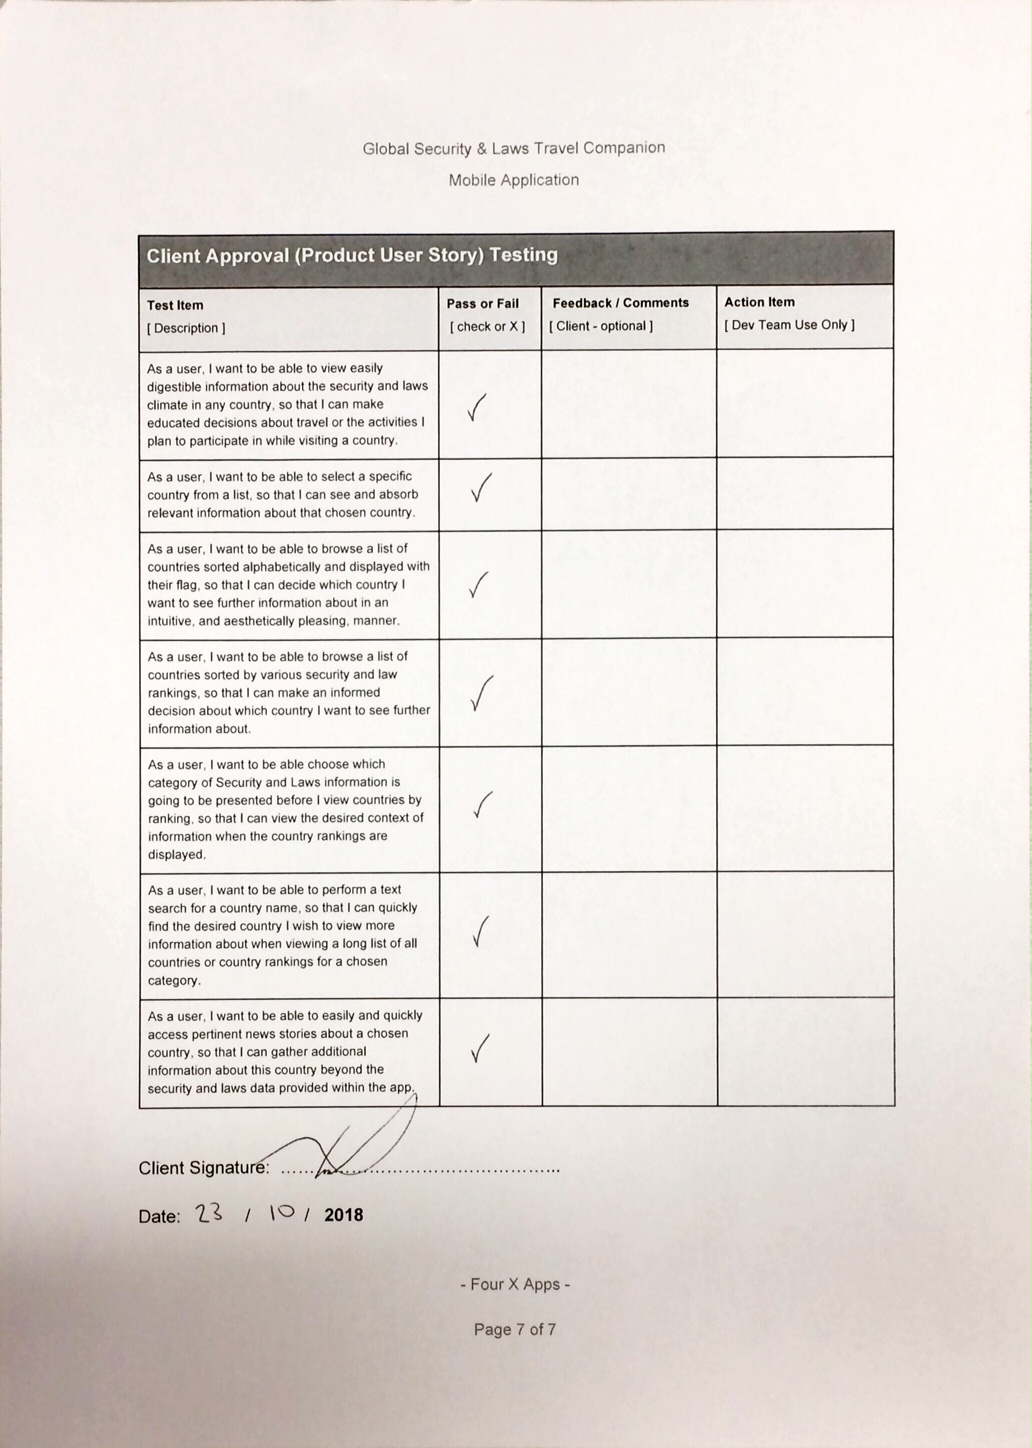 Global Security & Laws Travel Companion
Mobile Application
Client Approval (Product User Story) Testing
Test Item
[ Description ]
Pass or Fail
[ check or X ]
Feedback / Comments
[ Client - optional ]
Action Item
[ Dev Team Use Only ]
As a user, I want to be able to view easily
digestible information about the security and laws
climate in any country, so that I can make
educated decisions about travel or the activities I
plan to participate in while visiting a country.
✓
As a user, I want to be able to select a specific
country from a list, so that I can see and absorb
relevant information about that chosen country.
✓
As a user, I want to be able to browse a list of
countries sorted alphabetically and displayed with
their flag, so that I can decide which country I
want to see further information about in an
intuitive, and aesthetically pleasing, manner.
✓
As a user, I want to be able to browse a list of
countries sorted by various security and law
rankings, so that I can make an informed
decision about which country I want to see further
information about.
✓
As a user, I want to be able choose which
category of Security and Laws information is
going to be presented before I view countries by
ranking, so that I can view the desired context of
information when the country rankings are
displayed.
✓
As a user, I want to be able to perform a text
search for a country name, so that I can quickly
find the desired country I wish to view more
information about when viewing a long list of all
countries or country rankings for a chosen
category.
✓
As a user, I want to be able to easily and quickly
access pertinent news stories about a chosen
country, so that I can gather additional
information about this country beyond the
security and laws data provided within the app.
✓
Client Signature:
Date: 23 / 10 / 2018
- Four X Apps -
Page 7 of 7